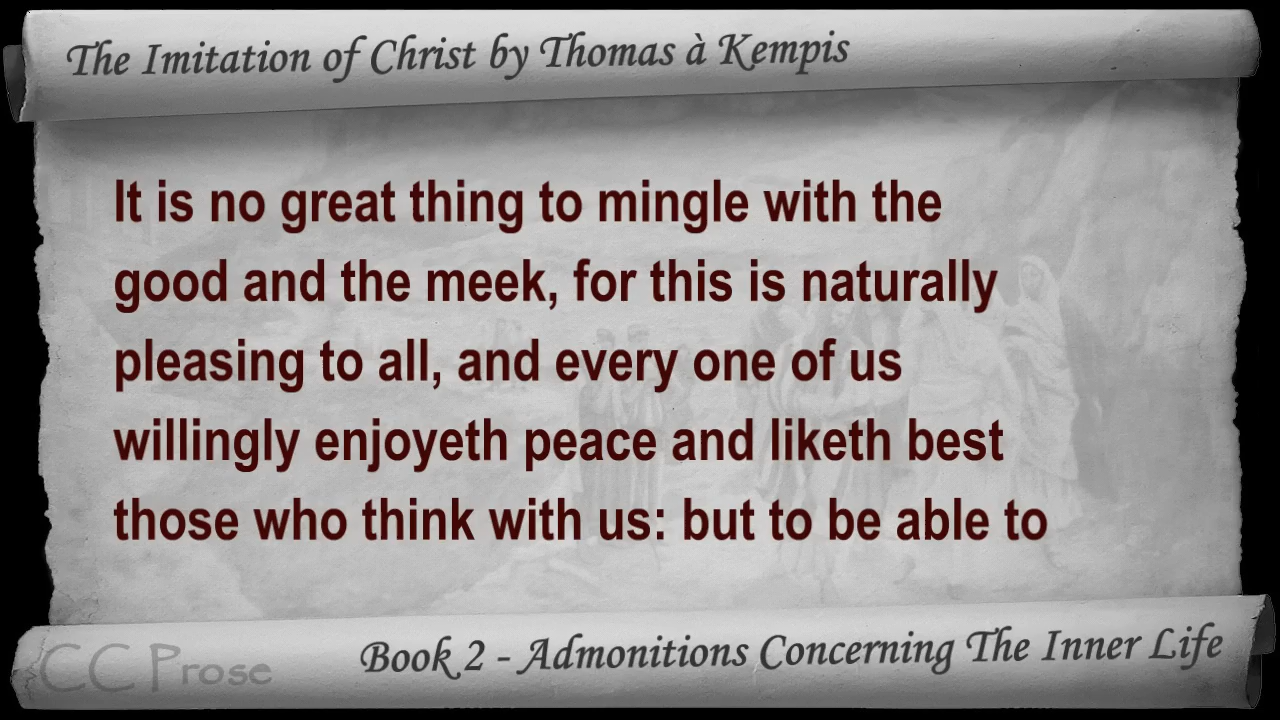 The Imitation of Christ by Thomas à Kempis
It is no great thing to mingle with the
good and the meek, for this is naturally
pleasing to all, and every one of us
willingly enjoyeth peace and liketh best
those who think with us: but to be able to
CC Prose
Book 2 - Admonitions Concerning The Inner Life